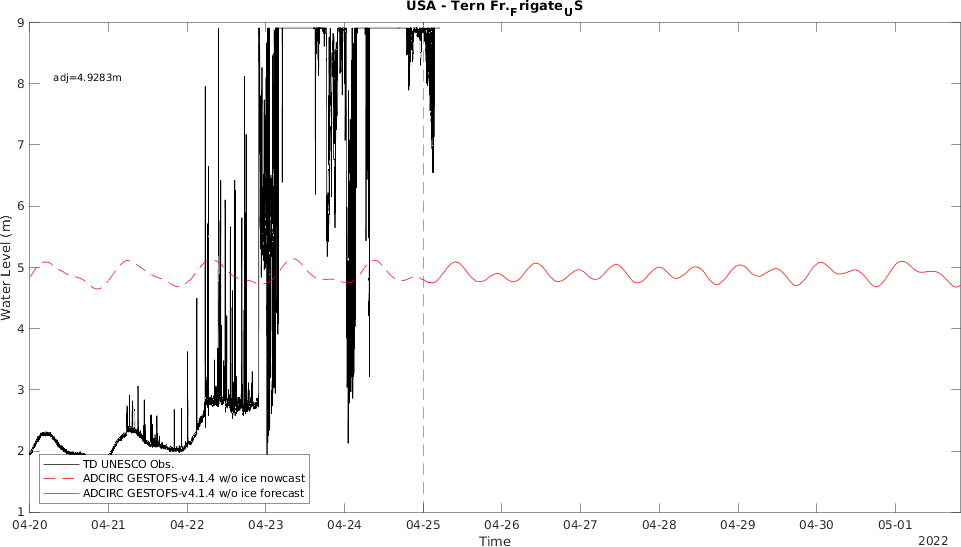 USA - Tern Fr.FrigateUS
9
8
7
6
5
4
3
2
1
Water Level (m)
adj=4.9283m
TD UNESCO Obs.
ADCIRC GESTOFS-v4.1.4 w/o ice nowcast
ADCIRC GESTOFS-v4.1.4 w/o ice forecast
04-20 04-21 04-22 04-23 04-24 04-25 04-26 04-27 04-28 04-29 04-30 05-01
Time
2022